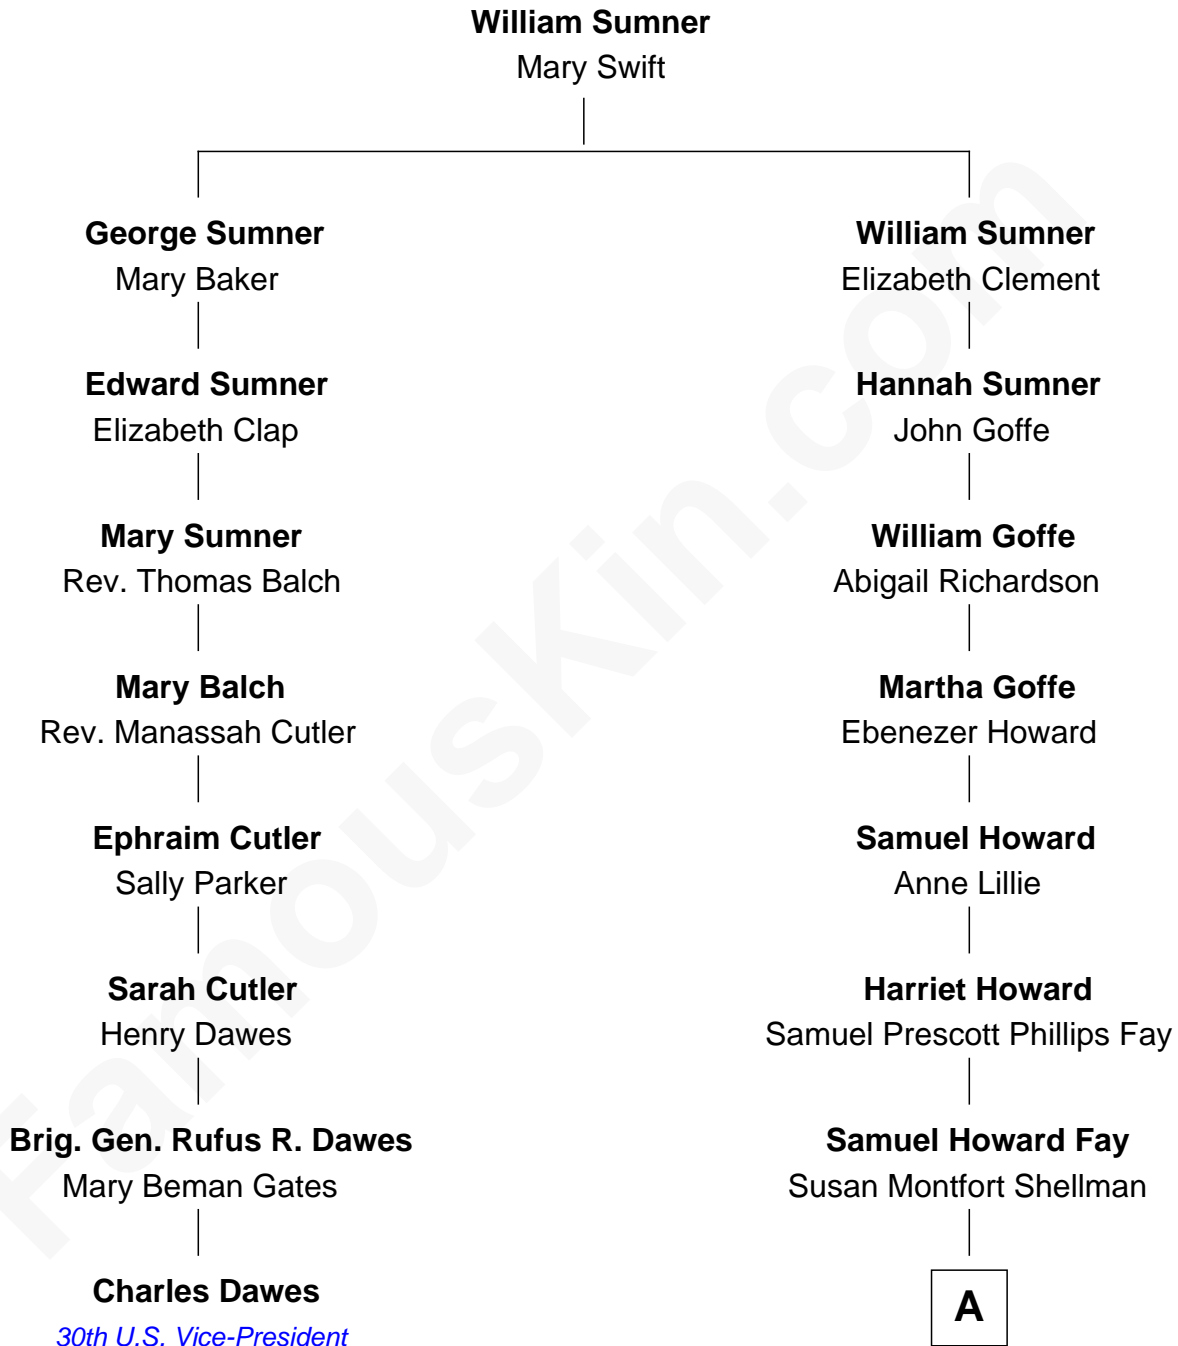 William Sumner
Mary Swift
George Sumner
Mary Baker
William Sumner
Elizabeth Clement
Edward Sumner
Elizabeth Clap
Hannah Sumner
John Goffe
Mary Sumner
Rev. Thomas Balch
William Goffe
Abigail Richardson
Mary Balch
Rev. Manassah Cutler
Martha Goffe
Ebenezer Howard
Ephraim Cutler
Sally Parker
Samuel Howard
Anne Lillie
Sarah Cutler
Henry Dawes
Harriet Howard
Samuel Prescott Phillips Fay
Brig. Gen. Rufus R. Dawes
Mary Beman Gates
Samuel Howard Fay
Susan Montfort Shellman
Charles Dawes
30th U.S. Vice-President
A
FamousKin.com